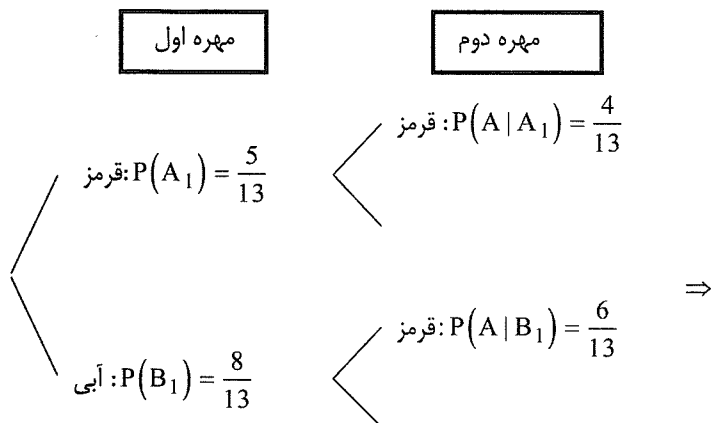 مهره اول
مهره دوم
قرمز: P(A | A₁) = 4/13
قرمز: P(A₁) = 5/13
⇒
قرمز: P(A | B₁) = 6/13
آبی: P(B₁) = 8/13